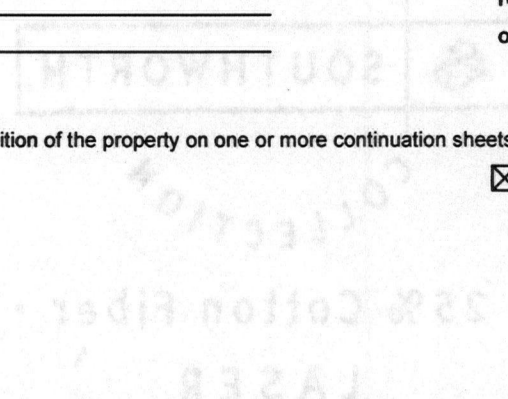 SOUTHWORTH
ition of the property on one or more continuation sheets
COLLECTION
25% Cotton Fiber
LASER